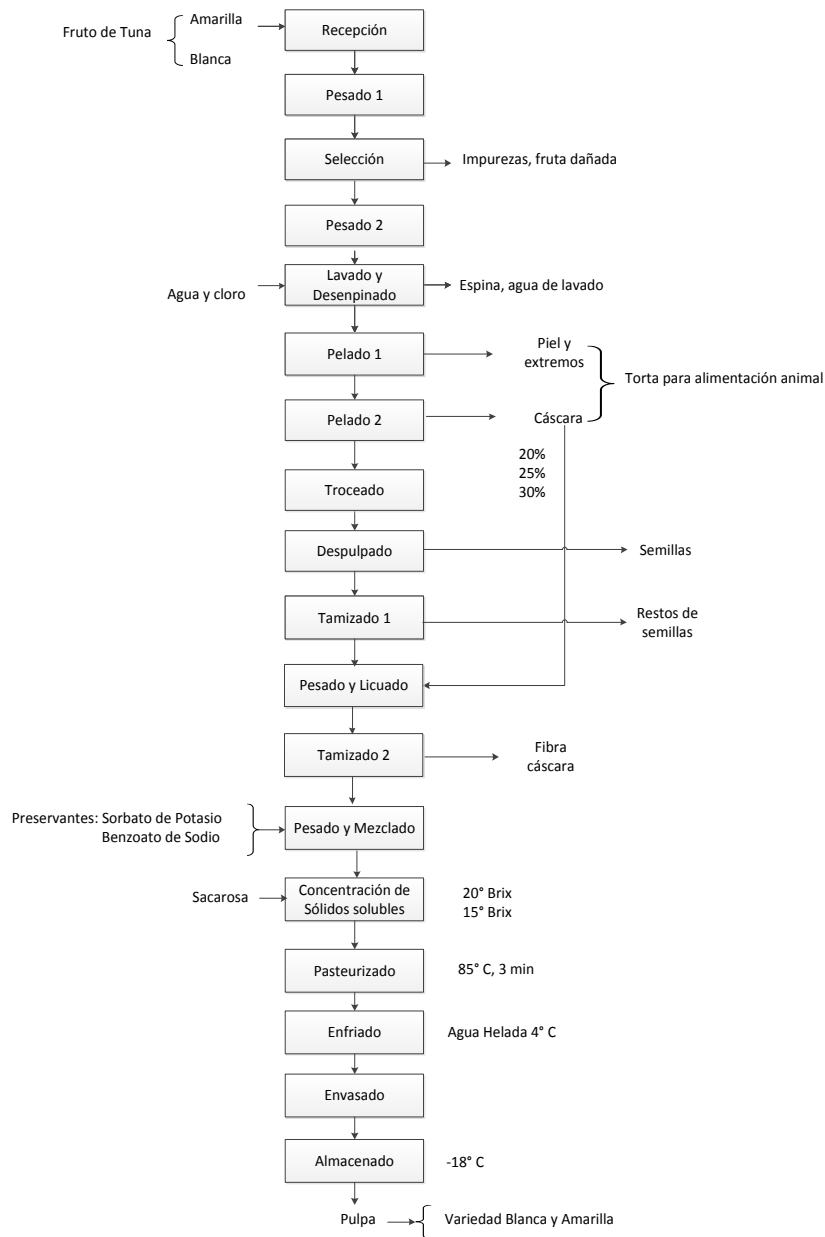 Fruto de Tuna
Amarilla
Blanca
Recepción
Pesado 1
Selección
Impurezas, fruta dañada
Pesado 2
Agua y cloro
Lavado y
Desenpinado
Espina, agua de lavado
Pelado 1
Piel y
extremos
Torta para alimentación animal
Pelado 2
Cáscara
20%
25%
30%
Troceado
Despulpado
Semillas
Tamizado 1
Restos de
semillas
Pesado y Licuado
Tamizado 2
Fibra
cáscara
Preservantes: Sorbato de Potasio
Benzoato de Sodio
Pesado y Mezclado
Sacarosa
Concentración de
Sólidos solubles
20° Brix
15° Brix
Pasteurizado
85° C, 3 min
Enfriado
Agua Helada 4° C
Envasado
Almacenado
-18° C
Pulpa
Variedad Blanca y Amarilla